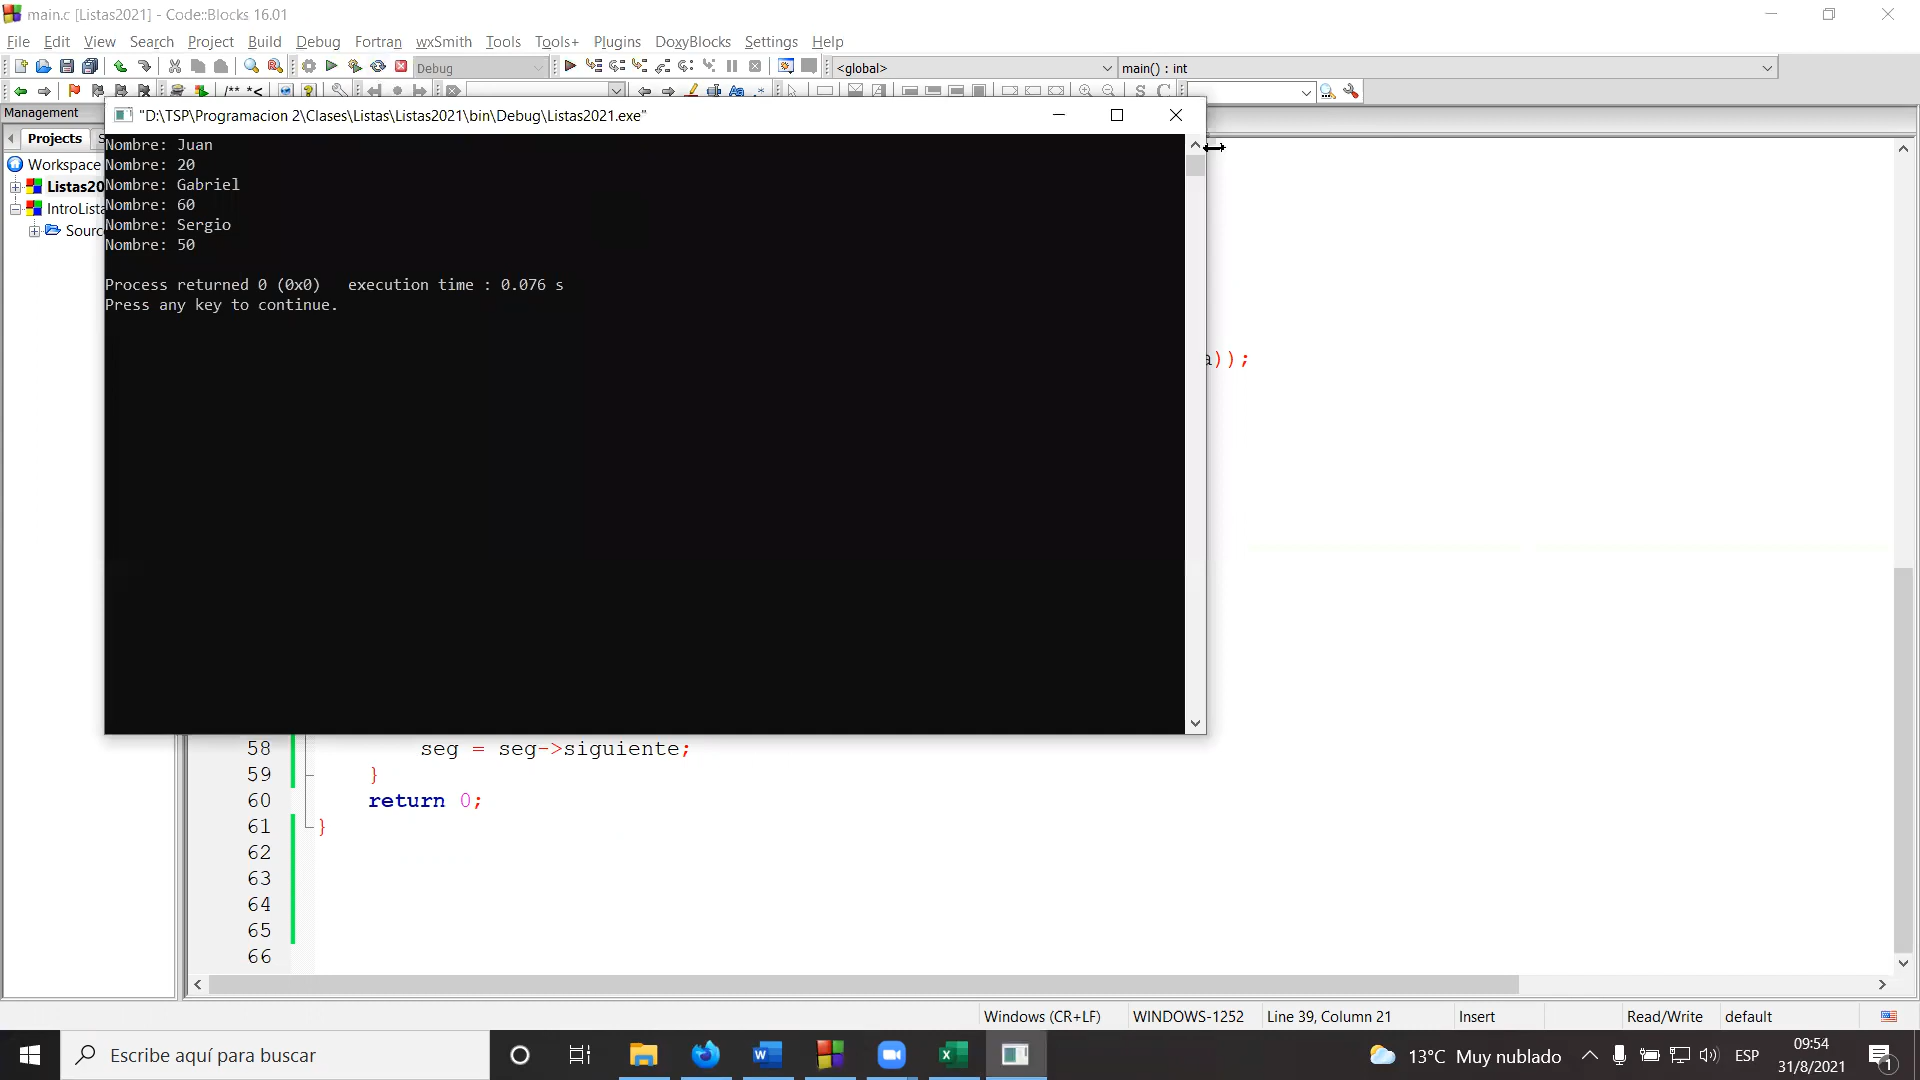 main.c [Listas2021] - Code::Blocks 16.01
File Edit View Search Project Build Debug Fortran wxSmith Tools Tools+ Plugins DoxyBlocks Settings Help
Debug <global> main() : int
/** *<
Management
"D:\TSP\Programacion 2\Clases\Listas\Listas2021\bin\Debug\Listas2021.exe"
Projects
Workspace
Listas20
IntroLista
Sourc
Nombre: Juan
Nombre: 20
Nombre: Gabriel
Nombre: 60
Nombre: Sergio
Nombre: 50
Process returned 0 (0x0)   execution time : 0.076 s
Press any key to continue.
a));
58 seg = seg->siguiente;
59 }
60 return 0;
61 }
62
63
64
65
66
Windows (CR+LF) WINDOWS-1252 Line 39, Column 21 Insert Read/Write default
Escribe aquí para buscar
13°C Muy nublado ESP
09:54
31/8/2021
1